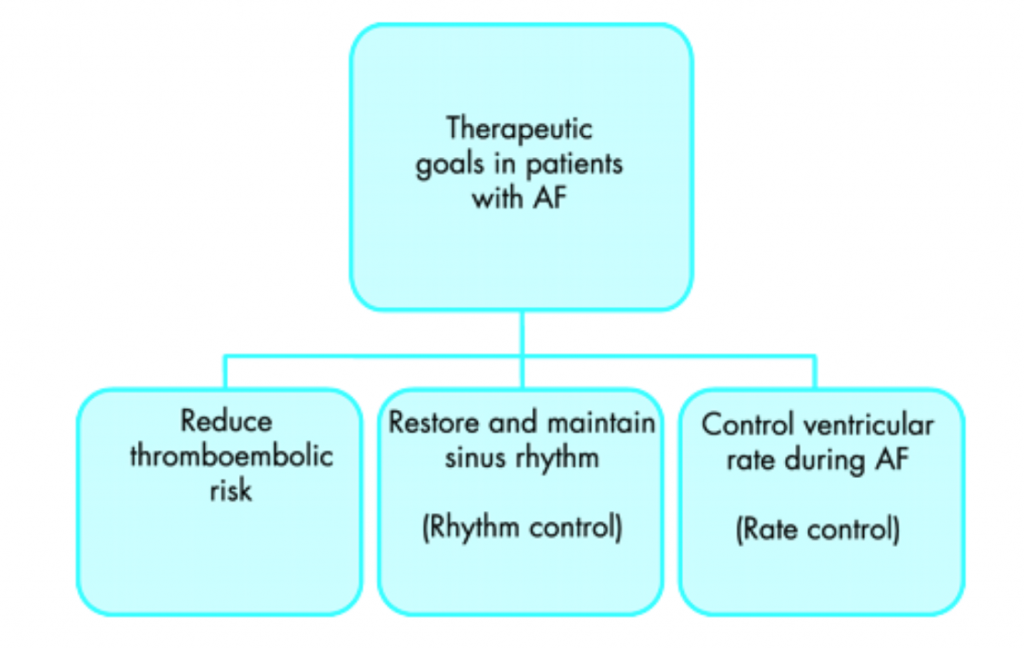 Therapeutic
goals in patients
with AF
Reduce
thromboembolic
risk
Restore and maintain
sinus rhythm
(Rhythm control)
Control ventricular
rate during AF
(Rate control)